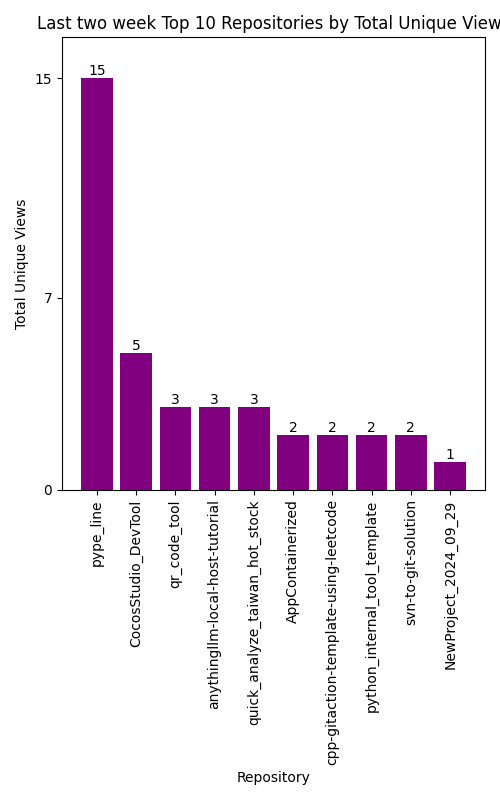 Last two week Top 10 Repositories by Total Unique View
15
7
0
Total Unique Views
15
5
3
3
3
2
2
2
2
1
pype_line
CocosStudio_DevTool
qr_code_tool
anythingllm-local-host-tutorial
quick_analyze_taiwan_hot_stock
AppContainerized
cpp-gitaction-template-using-leetcode
python_internal_tool_template
svn-to-git-solution
NewProject_2024_09_29
Repository